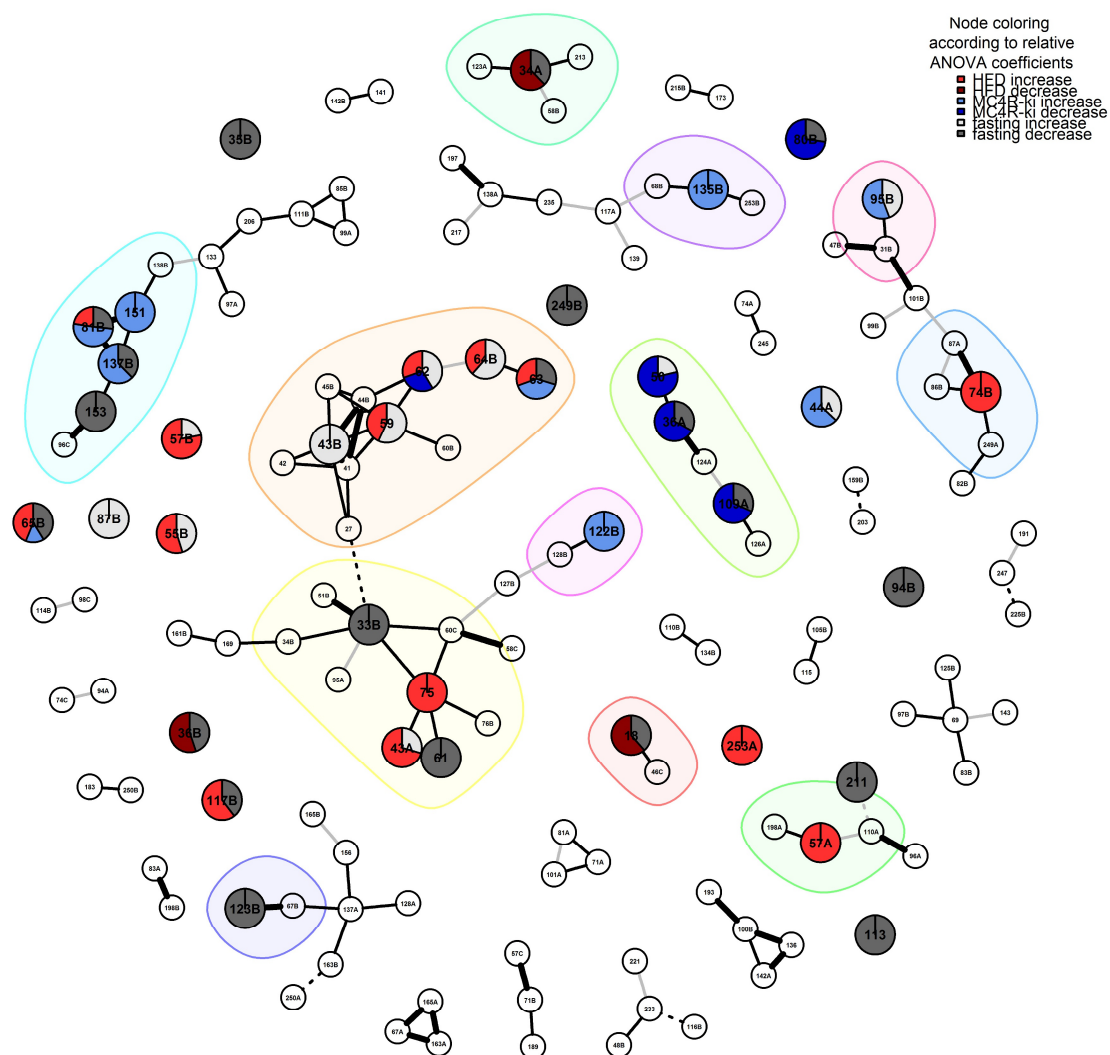 Node coloring
according to relative
ANOVA coefficients
HFD increase
HFD decrease
MC4R-ki increase
MC4R-ki decrease
fasting increase
fasting decrease
123A
34A
213
58B
142B
141
215B
173
35B
80B
197
138A
235
217
117A
139
68B
135B
253B
95B
47B
31B
101B
99B
87A
86B
74B
249A
82B
85B
111B
99A
206
133
97A
138B
151
81B
137B
153
96C
249B
74A
245
62
64B
63
45B
44B
59
43B
60B
42
41
27
50
36A
124A
109A
126A
44A
57B
65B
87B
55B
159B
203
122B
128B
127B
191
247
225B
94B
114B
98C
161B
169
34B
51B
33B
60C
58C
95A
75
76B
43A
61
110B
134B
105B
115
125B
97B
69
143
83B
74C
94A
36B
18
46C
253A
183
250B
117B
211
198A
57A
110A
96A
165B
156
81A
71A
101A
83A
198B
123B
67B
137A
128A
163B
250A
193
100B
136
142A
113
57C
71B
189
221
223
116B
48B
165A
67A
163A